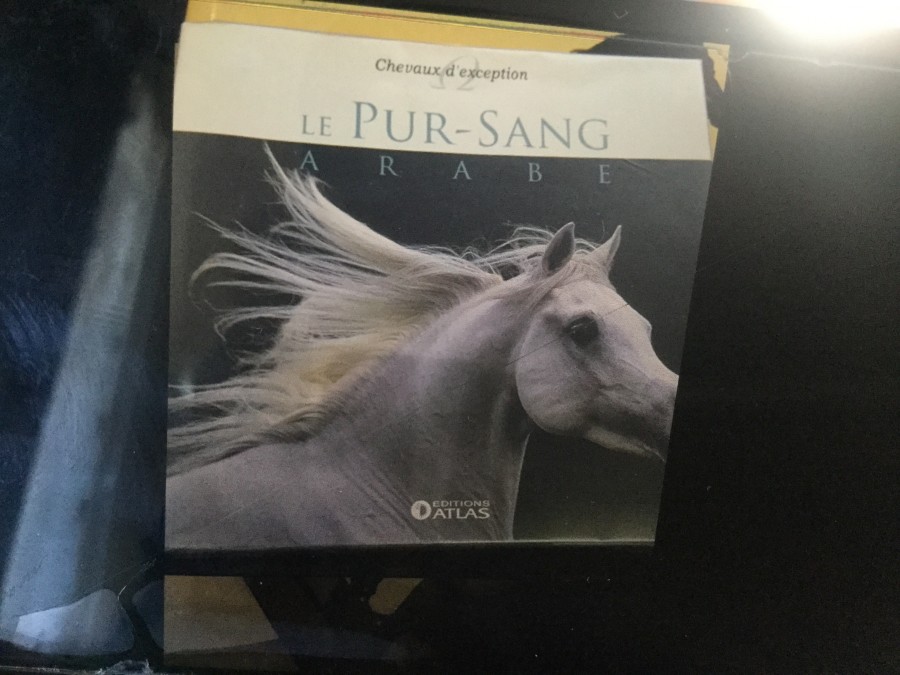 Chevaux d'exception
LE PUR-SANG
ARABE
EDITIONS
ATLAS